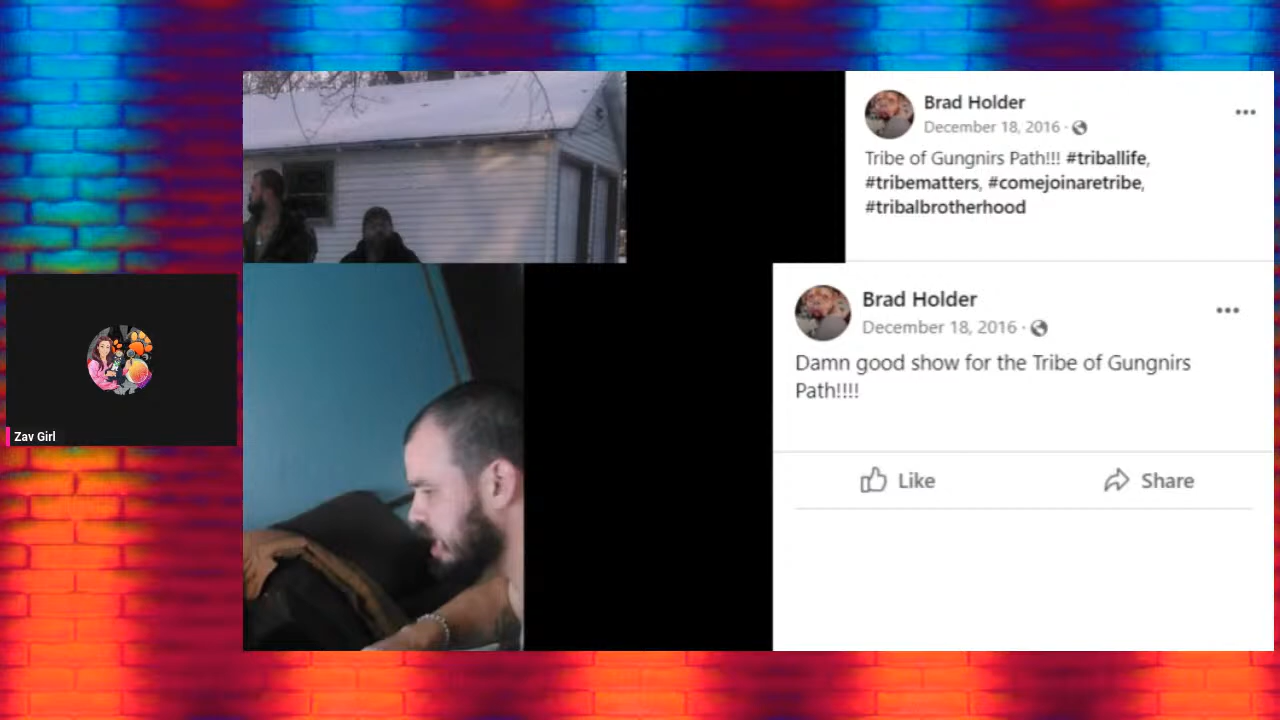 Brad Holder
December 18, 2016 ·
Tribe of Gungnirs Path!!! #triballife,
#tribematters, #comejoinaretribe,
#tribalbrotherhood
Brad Holder
December 18, 2016 ·
Damn good show for the Tribe of Gungnirs
Path!!!!
Like
Share
Zav Girl